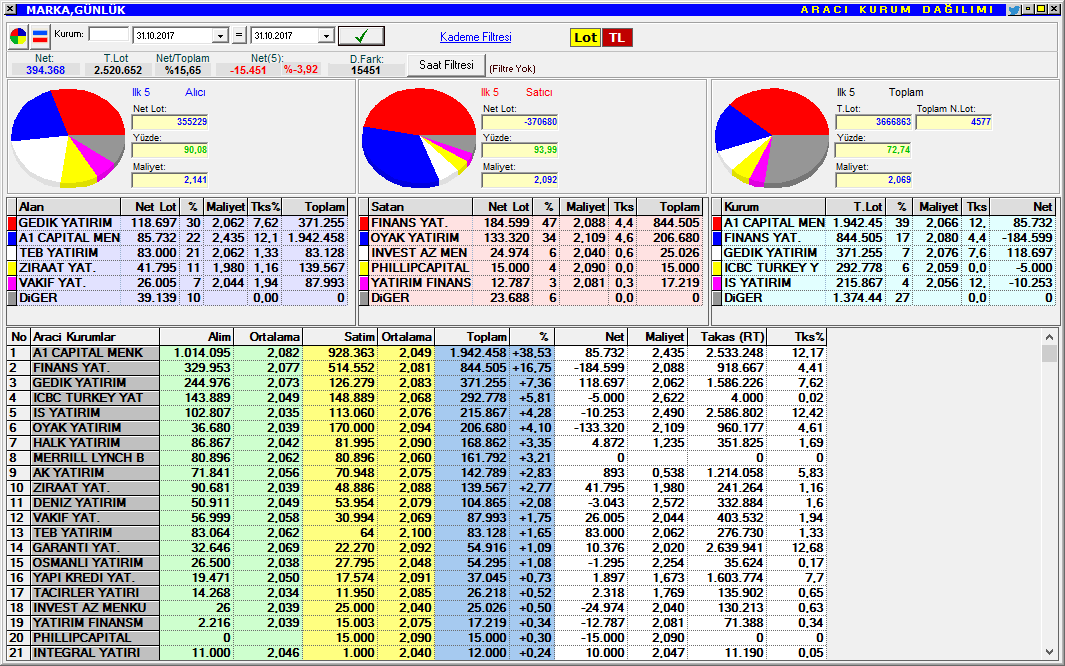 MARKA,GÜNLÜK ARACI KURUM DAĞILIMI
Kurum: 31.10.2017 = 31.10.2017 Kademe Filtresi Lot TL
Net: T.Lot Net/Toplam Net(5): D.Fark:
394.368 2.520.652 %15,65 -15.451 %-3,92 15451 Saat Filtresi (Filtre Yok)
Ilk 5 Alıcı
Net Lot:
355229
Yüzde:
90,08
Maliyet:
2,141
Ilk 5 Satıcı
Net Lot:
-370680
Yüzde:
93,99
Maliyet:
2,092
Ilk 5 Toplam
T.Lot: Toplam N.Lot:
3666863 4577
Yüzde:
72,74
Maliyet:
2,069
Alan Net Lot % Maliyet Tks% Toplam
GEDIK YATIRIM 118.697 30 2,062 7,62 371.255
A1 CAPITAL MEN 85.732 22 2,435 12,1 1.942.458
TEB YATIRIM 83.000 21 2,062 1,33 83.128
ZIRAAT YAT. 41.795 11 1,980 1,16 139.567
VAKIF YAT. 26.005 7 2,044 1,94 87.993
DiGER 39.139 10 0,00 0
Satan Net Lot % Maliyet Tks Toplam
FINANS YAT. 184.599 47 2,088 4,4 844.505
OYAK YATIRIM 133.320 34 2,109 4,6 206.680
INVEST AZ MEN 24.974 6 2,040 0,6 25.026
PHILLIPCAPITAL 15.000 4 2,090 0,0 15.000
YATIRIM FINANS 12.787 3 2,081 0,3 17.219
DiGER 23.688 6 0,0 0
Kurum T.Lot % Maliyet Tks Net
A1 CAPITAL MEN 1.942.45 39 2,066 12, 85.732
FINANS YAT. 844.505 17 2,080 4,4 -184.599
GEDIK YATIRIM 371.255 7 2,076 7,6 118.697
ICBC TURKEY Y 292.778 6 2,059 0,0 -5.000
IS YATIRIM 215.867 4 2,056 12, -10.253
DiGER 1.374.44 27 0,0 0
No Araci Kurumlar Alim Ortalama Satim Ortalama Toplam % Net Maliyet Takas (RT) Tks%
1 A1 CAPITAL MENK 1.014.095 2,082 928.363 2,049 1.942.458 +38,53 85.732 2,435 2.533.248 12,17
2 FINANS YAT. 329.953 2,077 514.552 2,081 844.505 +16,75 -184.599 2,088 918.667 4,41
3 GEDIK YATIRIM 244.976 2,073 126.279 2,083 371.255 +7,36 118.697 2,062 1.586.226 7,62
4 ICBC TURKEY YAT 143.889 2,049 148.889 2,068 292.778 +5,81 -5.000 2,622 4.000 0,02
5 IS YATIRIM 102.807 2,035 113.060 2,076 215.867 +4,28 -10.253 2,490 2.586.802 12,42
6 OYAK YATIRIM 36.680 2,039 170.000 2,094 206.680 +4,10 -133.320 2,109 960.177 4,61
7 HALK YATIRIM 86.867 2,042 81.995 2,090 168.862 +3,35 4.872 1,235 351.825 1,69
8 MERRILL LYNCH B 80.896 2,062 80.896 2,060 161.792 +3,21 0 0 0
9 AK YATIRIM 71.841 2,056 70.948 2,075 142.789 +2,83 893 0,538 1.214.058 5,83
10 ZIRAAT YAT. 90.681 2,039 48.886 2,088 139.567 +2,77 41.795 1,980 241.264 1,16
11 DENIZ YATIRIM 50.911 2,049 53.954 2,079 104.865 +2,08 -3.043 2,572 332.884 1,6
12 VAKIF YAT. 56.999 2,058 30.994 2,069 87.993 +1,75 26.005 2,044 403.532 1,94
13 TEB YATIRIM 83.064 2,062 64 2,100 83.128 +1,65 83.000 2,062 276.730 1,33
14 GARANTI YAT. 32.646 2,069 22.270 2,092 54.916 +1,09 10.376 2,020 2.639.941 12,68
15 OSMANLI YATIRIM 26.500 2,038 27.795 2,048 54.295 +1,08 -1.295 2,254 35.624 0,17
16 YAPI KREDI YAT. 19.471 2,050 17.574 2,091 37.045 +0,73 1.897 1,673 1.603.774 7,7
17 TACIRLER YATIRI 14.268 2,034 11.950 2,085 26.218 +0,52 2.318 1,769 135.902 0,65
18 INVEST AZ MENKU 26 2,039 25.000 2,040 25.026 +0,50 -24.974 2,040 130.213 0,63
19 YATIRIM FINANSM 2.216 2,039 15.003 2,075 17.219 +0,34 -12.787 2,081 71.388 0,34
20 PHILLIPCAPITAL 0 15.000 2,090 15.000 +0,30 -15.000 2,090 0 0
21 INTEGRAL YATIRI 11.000 2,046 1.000 2,040 12.000 +0,24 10.000 2,047 11.190 0,05